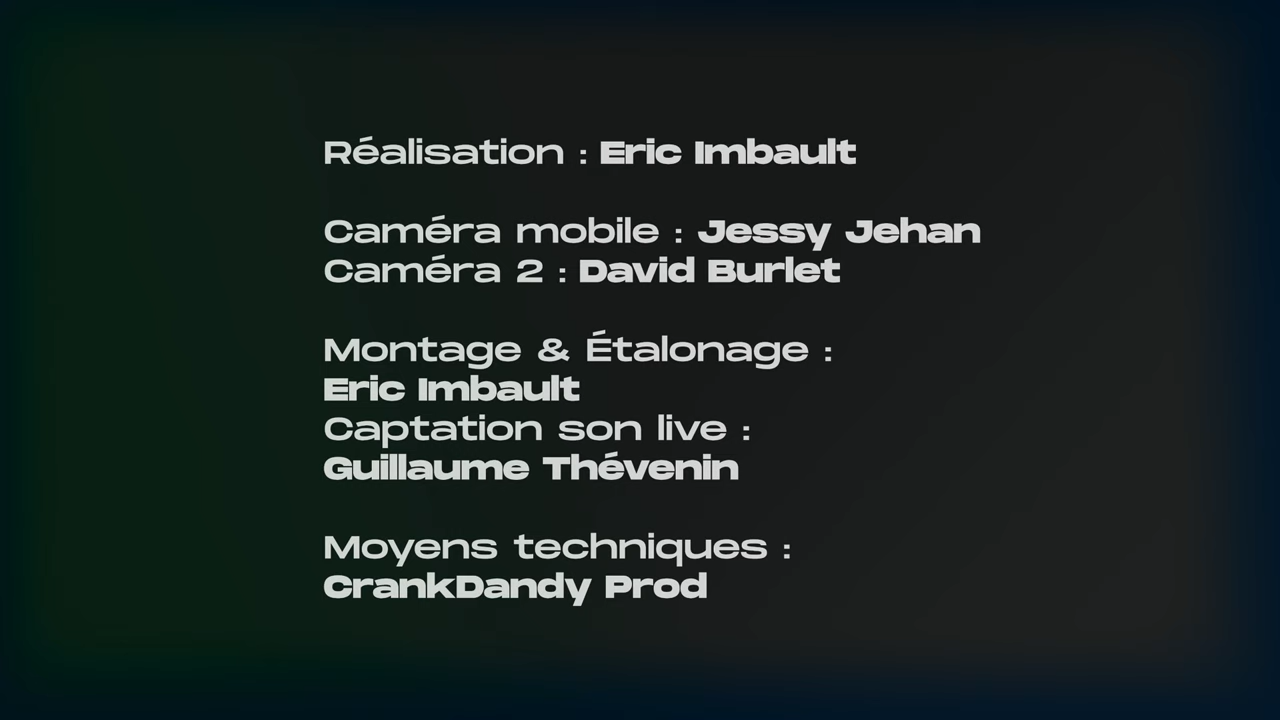 Réalisation : Eric Imbault
Caméra mobile : Jessy Jehan
Caméra 2 : David Burlet
Montage & Étalonage :
Eric Imbault
Captation son live :
Guillaume Thévenin
Moyens techniques :
CrankDandy Prod